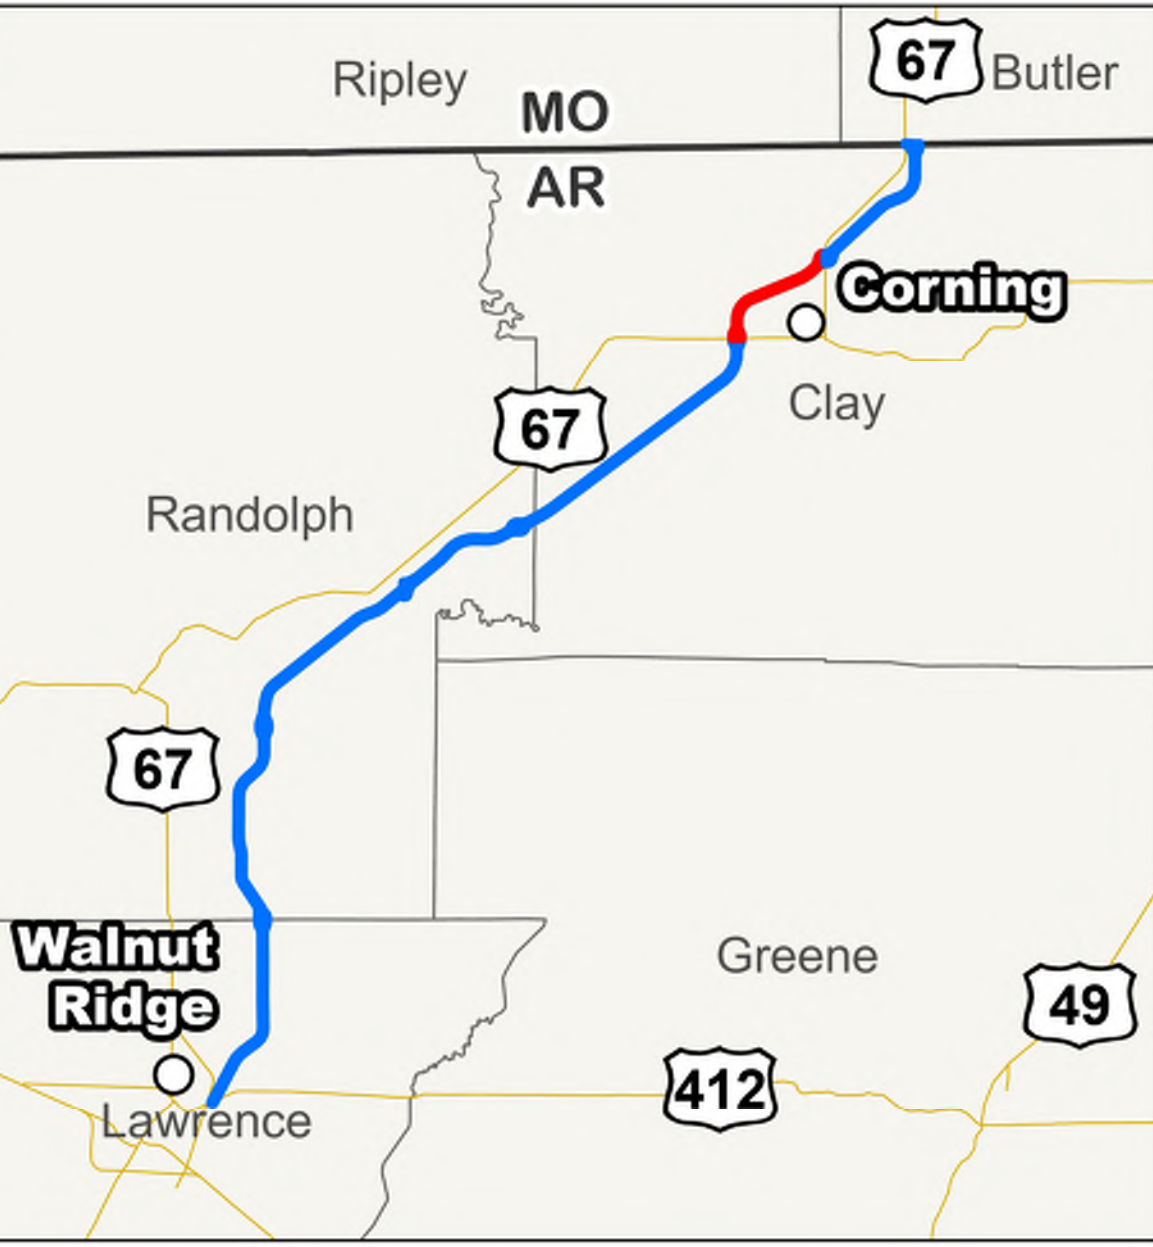 67
Ripley
Butler
MO
AR
Corning
Clay
67
Randolph
67
Walnut
Ridge
Greene
49
412
Lawrence